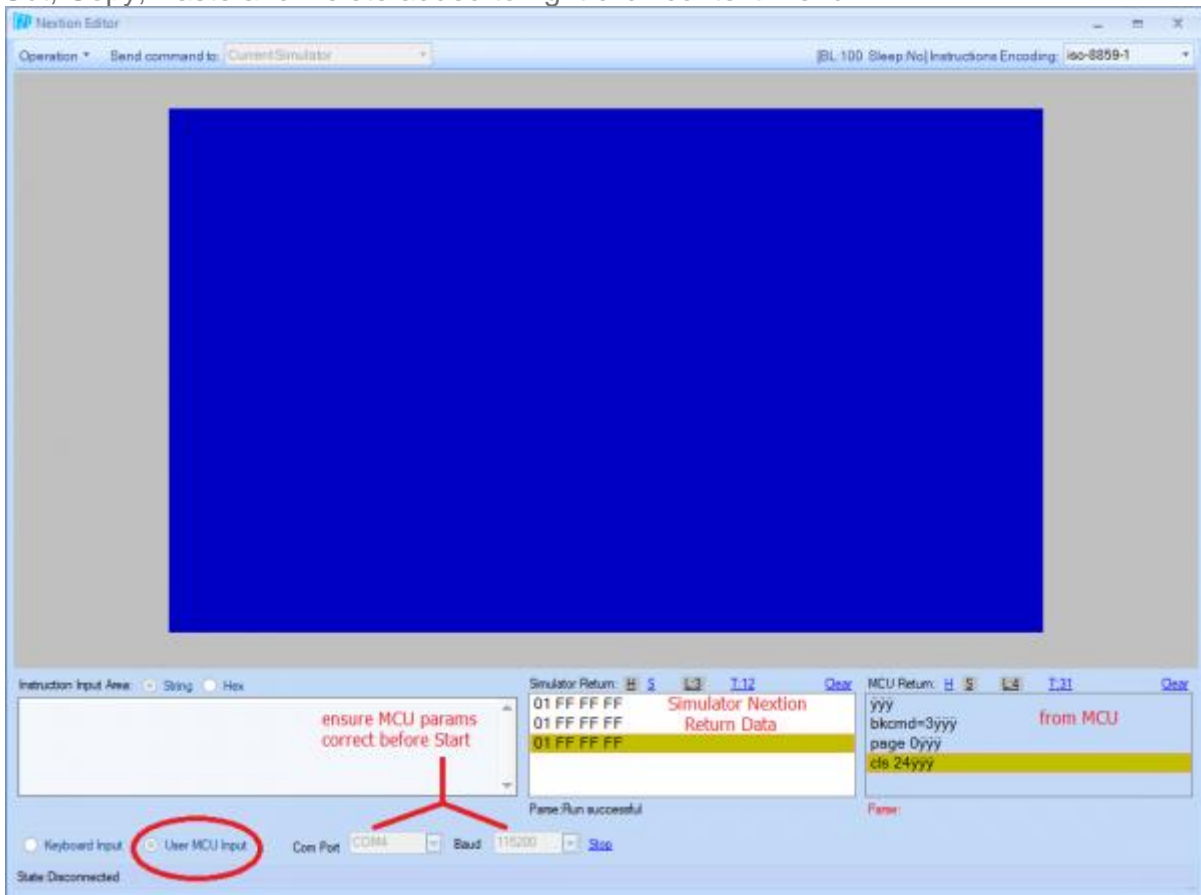 Nextion Editor
Operation Send command to: Current Simulator |BL:100 Sleep:No| Instructions Encoding: iso-8859-1
Instruction Input Area: String Hex Simulator Return: H S L:3 T:12 Clear MCU Return: H S L:4 T:31 Clear
01 FF FF FF
01 FF FF FF
01 FF FF FF
Simulator Nextion
Return Data
ÿÿÿ
bkcmd=3ÿÿÿ
page 0ÿÿÿ
cls 24ÿÿÿ
from MCU
ensure MCU params
correct before Start
Parse:Run successful Parse:
Keyboard Input User MCU Input Com Port COM4 Baud 115200 Stop
State:Disconnected